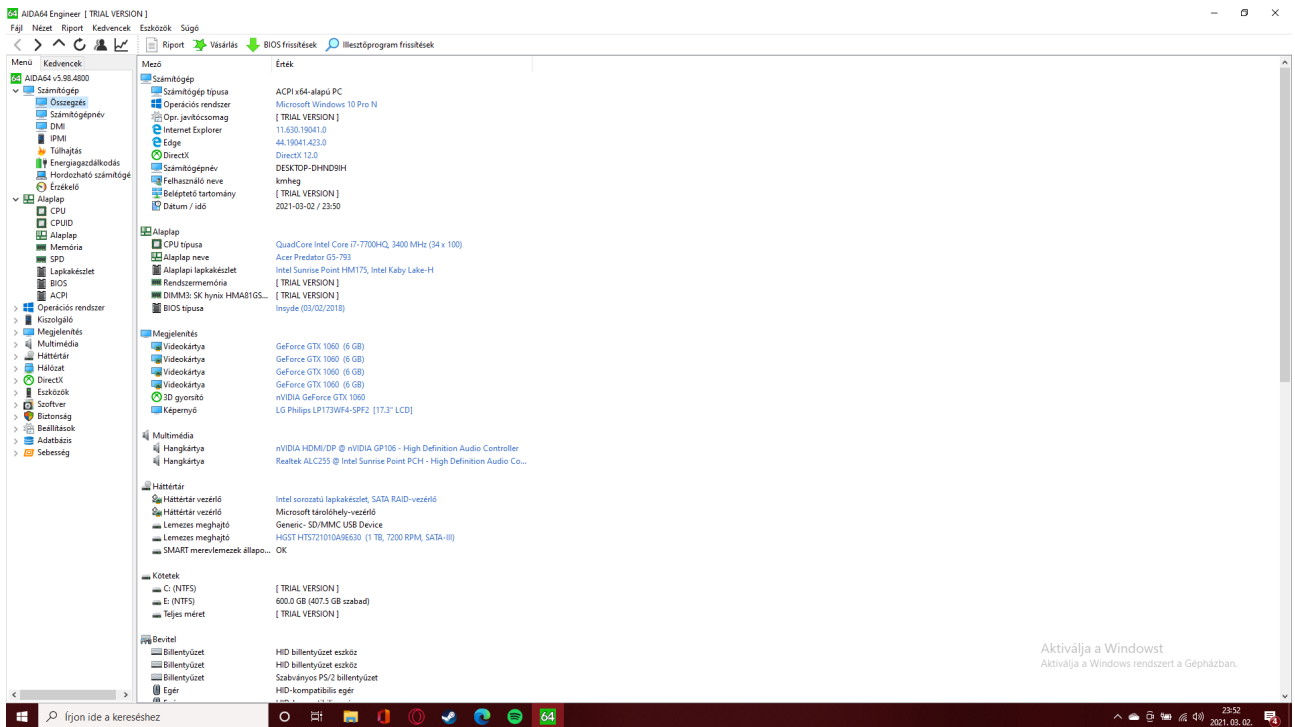 64 AIDA64 Engineer [ TRIAL VERSION ]
Fájl Nézet Riport Kedvencek Eszközök Súgó
Riport Vásárlás BIOS frissítések Illesztőprogram frissítések
Menü Kedvencek
64 AIDA64 v5.98.4800
Számítógép
Összegzés
Számítógépnév
DMI
IPMI
Túlhajtás
Energiagazdálkodás
Hordozható számítógé
Érzékelő
Alaplap
CPU
CPUID
Alaplap
Memória
SPD
Lapkakészlet
BIOS
ACPI
Operációs rendszer
Kiszolgáló
Megjelenítés
Multimédia
Háttértár
Hálózat
DirectX
Eszközök
Szoftver
Biztonság
Beállítások
Adatbázis
Sebesség
Mező Érték
Számítógép
Számítógép típusa ACPI x64-alapú PC
Operációs rendszer Microsoft Windows 10 Pro N
Opr. javítócsomag [ TRIAL VERSION ]
Internet Explorer 11.630.19041.0
Edge 44.19041.423.0
DirectX DirectX 12.0
Számítógépnév DESKTOP-DHND9IH
Felhasználó neve kmheg
Beléptető tartomány [ TRIAL VERSION ]
Dátum / idő 2021-03-02 / 23:50
Alaplap
CPU típusa QuadCore Intel Core i7-7700HQ, 3400 MHz (34 x 100)
Alaplap neve Acer Predator G5-793
Alaplapi lapkakészlet Intel Sunrise Point HM175, Intel Kaby Lake-H
Rendszermemória [ TRIAL VERSION ]
DIMM3: SK hynix HMA81GS... [ TRIAL VERSION ]
BIOS típusa Insyde (03/02/2018)
Megjelenítés
Videokártya GeForce GTX 1060 (6 GB)
Videokártya GeForce GTX 1060 (6 GB)
Videokártya GeForce GTX 1060 (6 GB)
Videokártya GeForce GTX 1060 (6 GB)
3D gyorsító nVIDIA GeForce GTX 1060
Képernyő LG Philips LP173WF4-SPF2 [17.3" LCD]
Multimédia
Hangkártya nVIDIA HDMI/DP @ nVIDIA GP106 - High Definition Audio Controller
Hangkártya Realtek ALC255 @ Intel Sunrise Point PCH - High Definition Audio Co...
Háttértár
Háttértár vezérlő Intel sorozatú lapkakészlet, SATA RAID-vezérlő
Háttértár vezérlő Microsoft tárolóhely-vezérlő
Lemezes meghajtó Generic- SD/MMC USB Device
Lemezes meghajtó HGST HTS721010A9E630 (1 TB, 7200 RPM, SATA-III)
SMART merevlemezek állapo... OK
Kötetek
C: (NTFS) [ TRIAL VERSION ]
E: (NTFS) 600.0 GB (407.5 GB szabad)
Teljes méret [ TRIAL VERSION ]
Bevitel
Billentyűzet HID billentyűzet eszköz
Billentyűzet HID billentyűzet eszköz
Billentyűzet Szabványos PS/2 billentyűzet
Egér HID-kompatibilis egér
Aktiválja a Windowst
Aktiválja a Windows rendszert a Gépházban.
Írjon ide a kereséshez
64
23:52
2021. 03. 02.
4